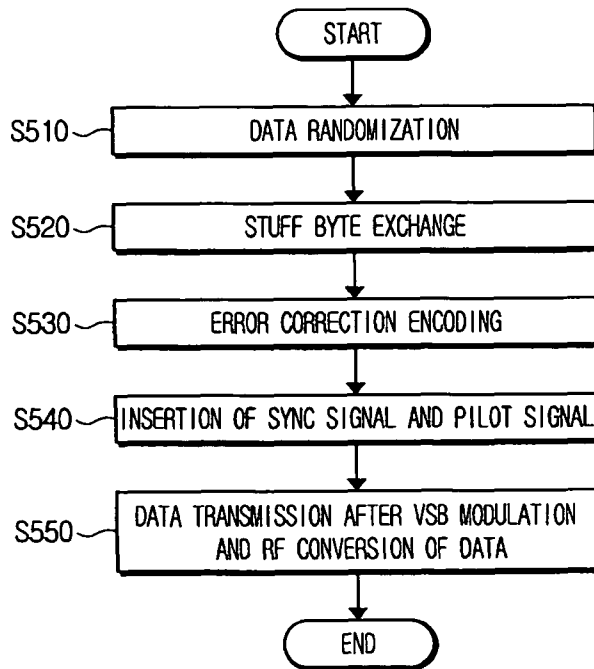 START
S510 DATA RANDOMIZATION
S520 STUFF BYTE EXCHANGE
S530 ERROR CORRECTION ENCODING
S540 INSERTION OF SYNC SIGNAL AND PILOT SIGNAL
S550 DATA TRANSMISSION AFTER VSB MODULATION
AND RF CONVERSION OF DATA
END